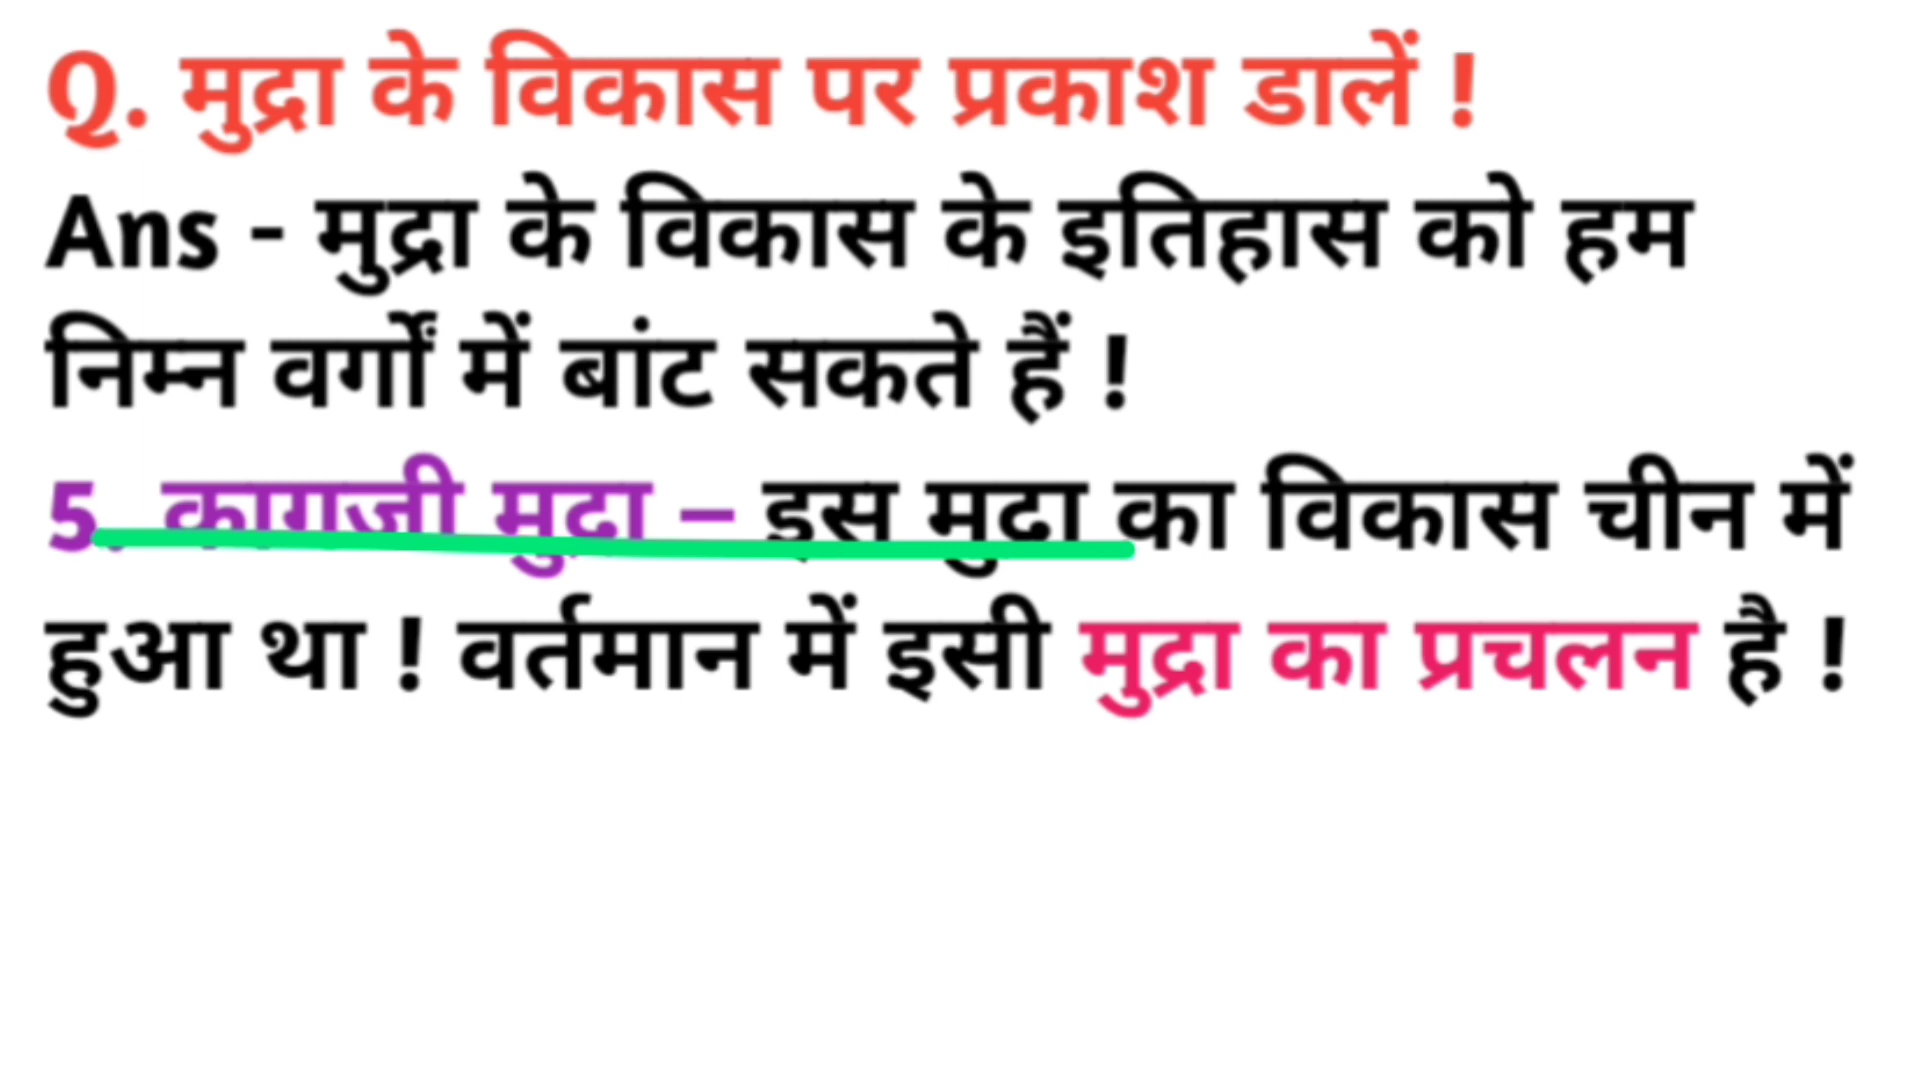 Q. मुद्रा के विकास पर प्रकाश डालें !
Ans - मुद्रा के विकास के इतिहास को हम
निम्न वर्गों में बांट सकते हैं !
5. कागजी मुद्रा – इस मुद्रा का विकास चीन में
हुआ था ! वर्तमान में इसी मुद्रा का प्रचलन है !